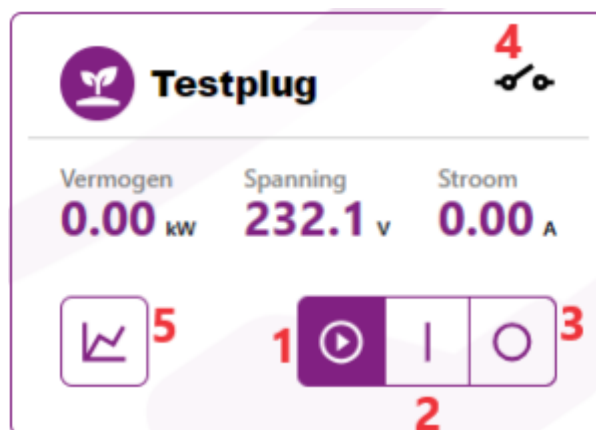 4
Testplug
Vermogen Spanning Stroom
0.00 kW 232.1 V 0.00 A
5 1 3
2